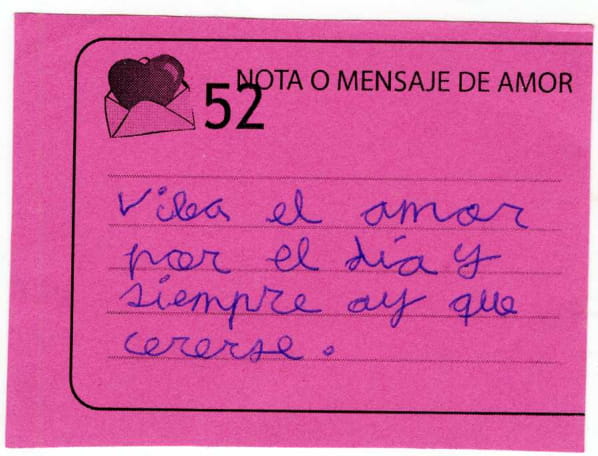 52 NOTA O MENSAJE DE AMOR
Viba el amor
por el día y
siempre ay que
cererse.